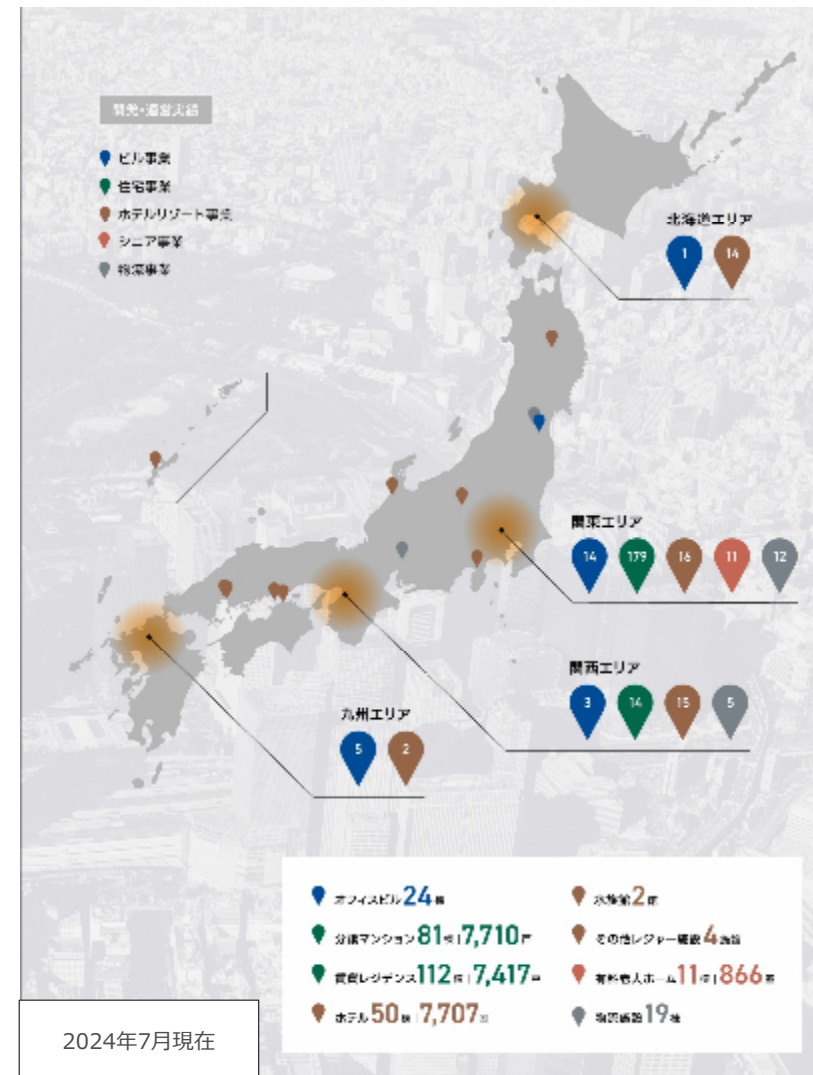 開発・運営実績
ビル事業
住宅事業
ホテルリゾート事業
シニア事業
物流事業
北海道エリア
1 14
関東エリア
14 179 16 11 12
関西エリア
3 14 15 5
九州エリア
5 2
オフィスビル24棟
水族館2館
分譲マンション81棟|7,710戸
その他レジャー施設4施設
賃貸レジデンス112棟|7,417戸
有料老人ホーム11棟|866室
ホテル50棟|7,707室
物流施設19棟
2024年7月現在